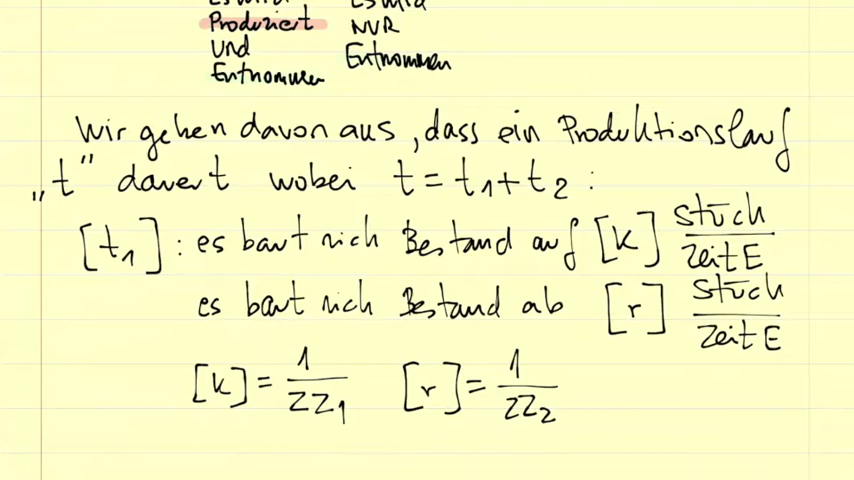 Produziert NUR
Und Entnommen
Entnommen
Wir gehen davon aus, dass ein Produktionslauf
„t" dauert wobei t = t1 + t2 :
[t1] : es baut sich Bestand auf [k] Stück/ZeitE
es baut sich Bestand ab [r] Stück/ZeitE
[k] = 1/ZZ1 [r] = 1/ZZ2